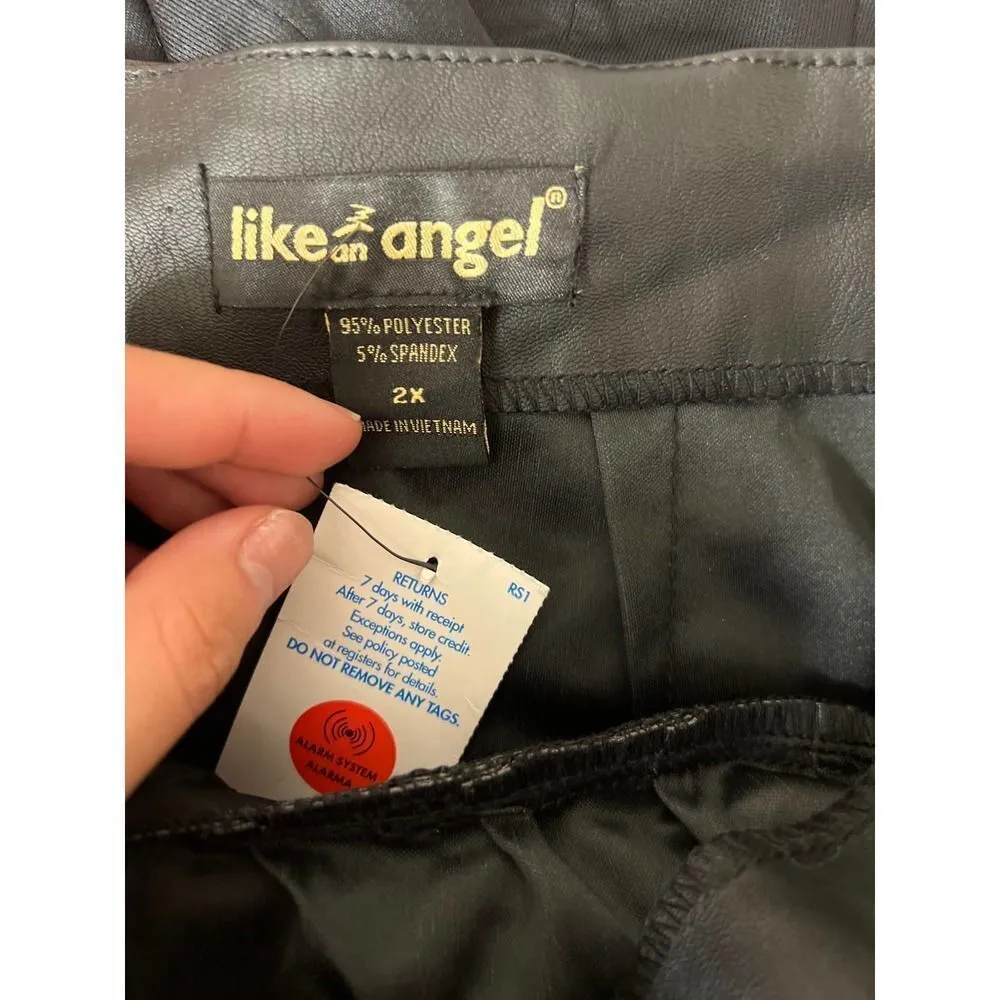 like an angel®
95% POLYESTER
5% SPANDEX
2X
MADE IN VIETNAM
RS1
RETURNS
7 days with receipt
After 7 days, store credit.
Exceptions apply.
See policy posted
at registers for details.
DO NOT REMOVE ANY TAGS.
ALARM SYSTEM
ALARMA